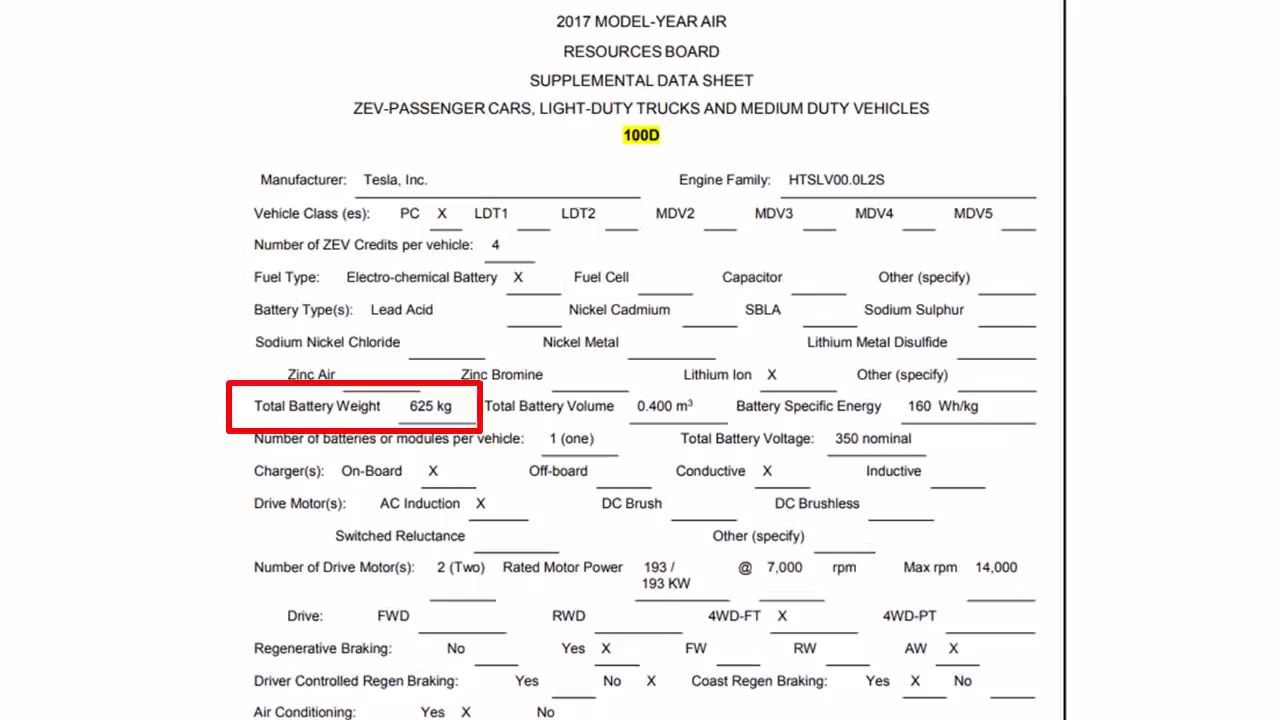 2017 MODEL-YEAR AIR
RESOURCES BOARD
SUPPLEMENTAL DATA SHEET
ZEV-PASSENGER CARS, LIGHT-DUTY TRUCKS AND MEDIUM DUTY VEHICLES
100D
Manufacturer: Tesla, Inc. Engine Family: HTSLV00.0L2S
Vehicle Class (es): PC X LDT1 LDT2 MDV2 MDV3 MDV4 MDV5
Number of ZEV Credits per vehicle: 4
Fuel Type: Electro-chemical Battery X Fuel Cell Capacitor Other (specify)
Battery Type(s): Lead Acid Nickel Cadmium SBLA Sodium Sulphur
Sodium Nickel Chloride Nickel Metal Lithium Metal Disulfide
Zinc Air Zinc Bromine Lithium Ion X Other (specify)
Total Battery Weight 625 kg Total Battery Volume 0.400 m³ Battery Specific Energy 160 Wh/kg
Number of batteries or modules per vehicle: 1 (one) Total Battery Voltage: 350 nominal
Charger(s): On-Board X Off-board Conductive X Inductive
Drive Motor(s): AC Induction X DC Brush DC Brushless
Switched Reluctance Other (specify)
Number of Drive Motor(s): 2 (Two) Rated Motor Power 193 / @ 7,000 rpm Max rpm 14,000
193 KW
Drive: FWD RWD 4WD-FT X 4WD-PT
Regenerative Braking: No Yes X FW RW AW X
Driver Controlled Regen Braking: Yes No X Coast Regen Braking: Yes X No
Air Conditioning: Yes X No